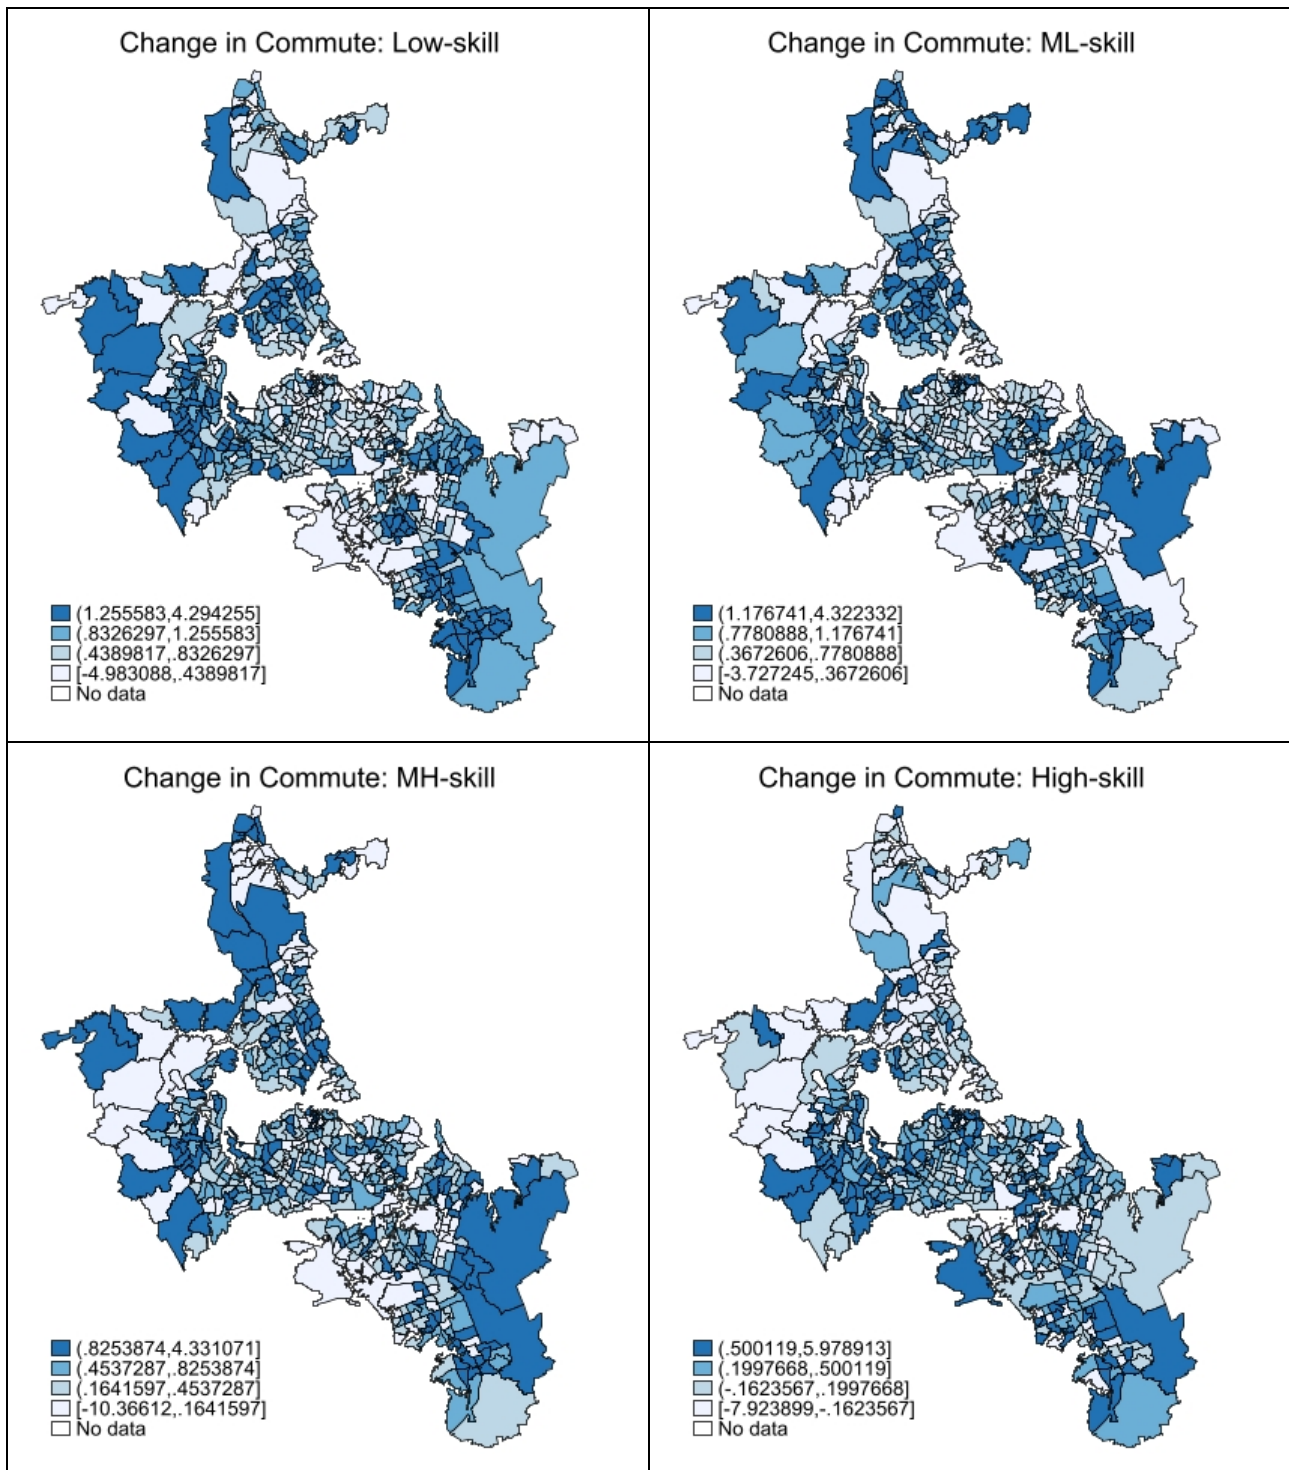 Change in Commute: Low-skill
(1.255583,4.294255]
(.8326297,1.255583]
(.4389817,.8326297]
[-4.983088,.4389817]
No data
Change in Commute: ML-skill
(1.176741,4.322332]
(.7780888,1.176741]
(.3672606,.7780888]
[-3.727245,.3672606]
No data
Change in Commute: MH-skill
(.8253874,4.331071]
(.4537287,.8253874]
(.1641597,.4537287]
[-10.36612,.1641597]
No data
Change in Commute: High-skill
(.500119,5.978913]
(.1997668,.500119]
(-.1623567,.1997668]
[-7.923899,-.1623567]
No data